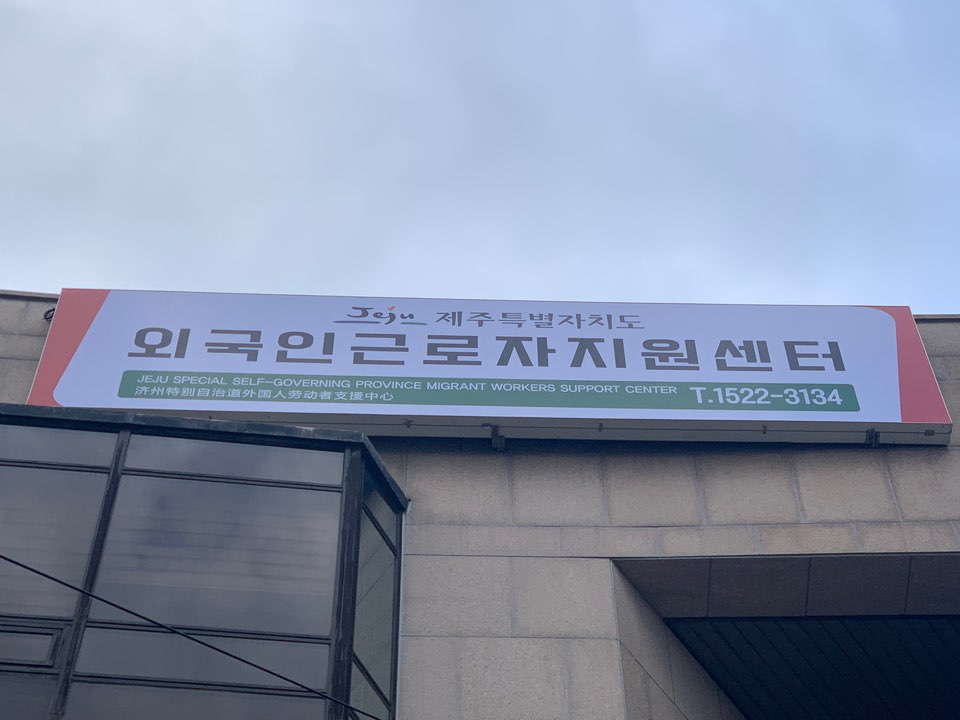 Jeju 제주특별자치도
외국인근로자지원센터
JEJU SPECIAL SELF-GOVERNING PROVINCE MIGRANT WORKERS SUPPORT CENTER T.1522-3134
济州特别自治道外国人劳动者支援中心